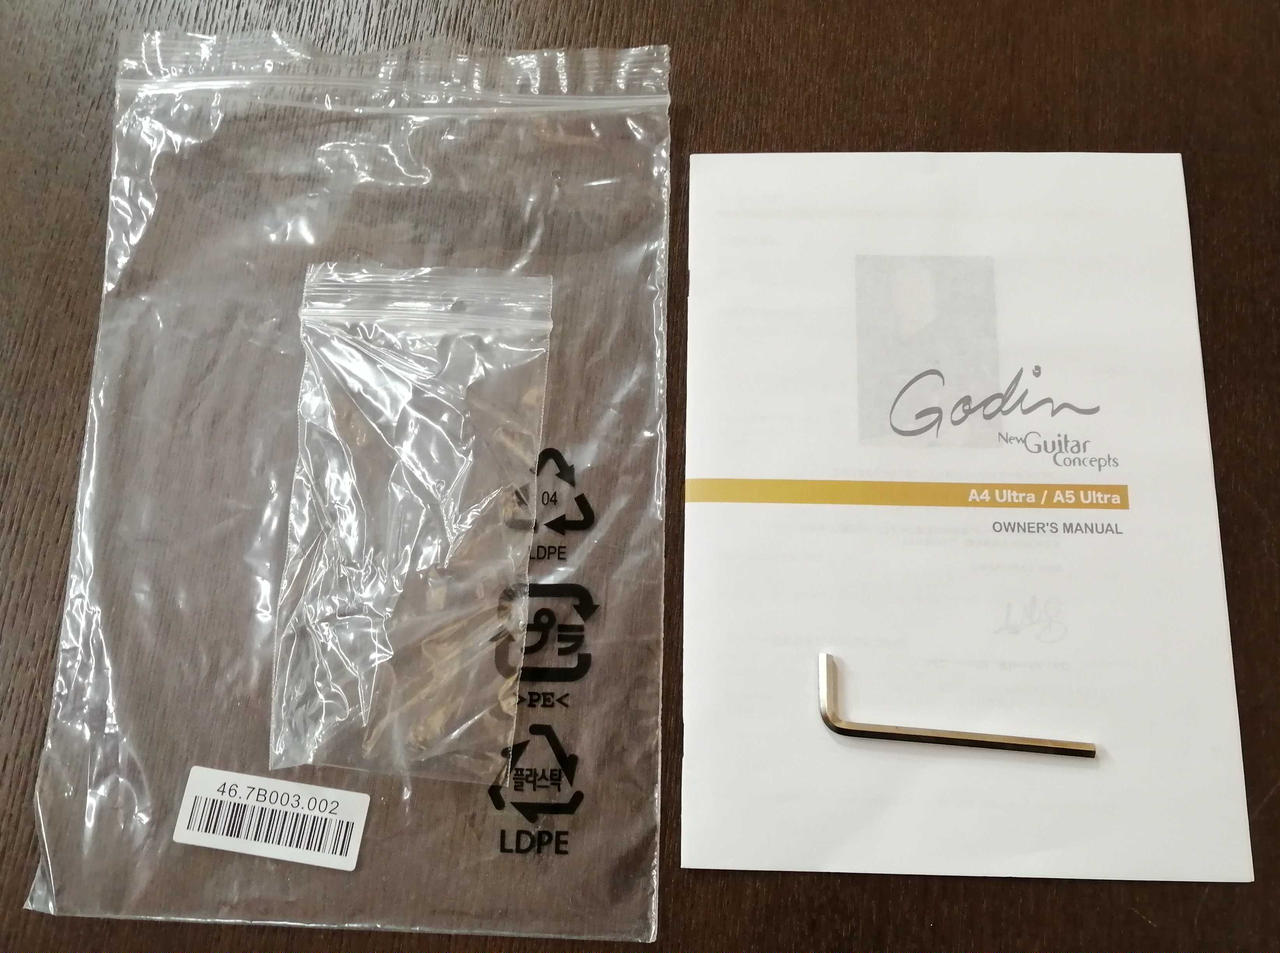 04
LDPE
プラ
>PE<
플라스틱
LDPE
46.7B003.002
Godin
New Guitar
Concepts
A4 Ultra / A5 Ultra
OWNER'S MANUAL